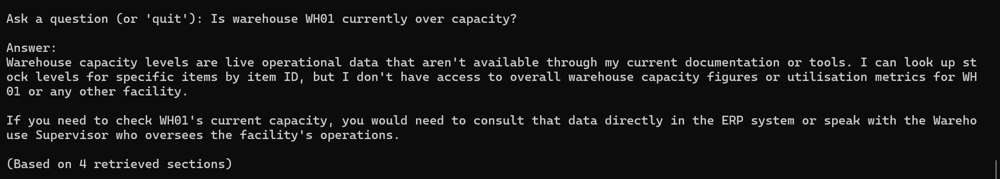 Ask a question (or 'quit'): Is warehouse WH01 currently over capacity?
Answer:
Warehouse capacity levels are live operational data that aren't available through my current documentation or tools. I can look up st
ock levels for specific items by item ID, but I don't have access to overall warehouse capacity figures or utilisation metrics for WH
01 or any other facility.
If you need to check WH01's current capacity, you would need to consult that data directly in the ERP system or speak with the Wareho
use Supervisor who oversees the facility's operations.
(Based on 4 retrieved sections)